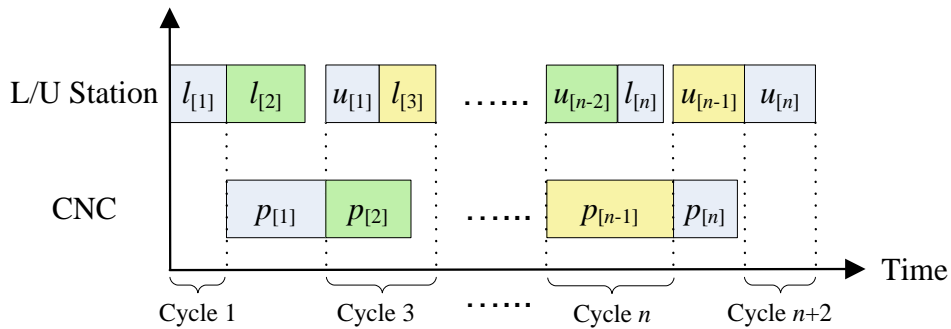 L/U Station l[1] l[2] u[1] l[3] ...... u[n-2] l[n] u[n-1] u[n]
CNC p[1] p[2] ...... p[n-1] p[n]
Time
Cycle 1 Cycle 3 ...... Cycle n Cycle n+2